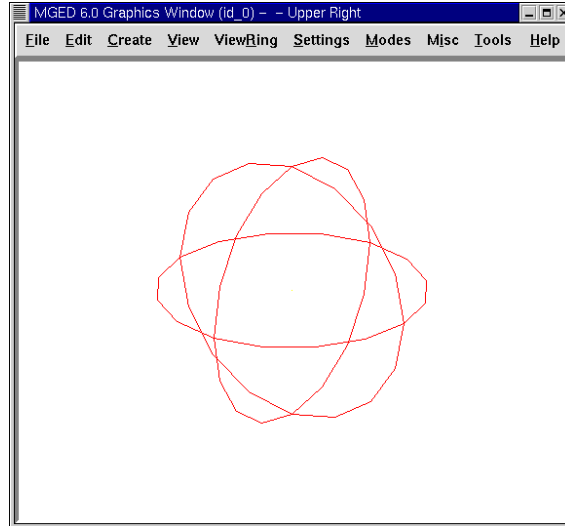 MGED 6.0 Graphics Window (id_0) – – Upper Right
File Edit Create View ViewRing Settings Modes Misc Tools Help